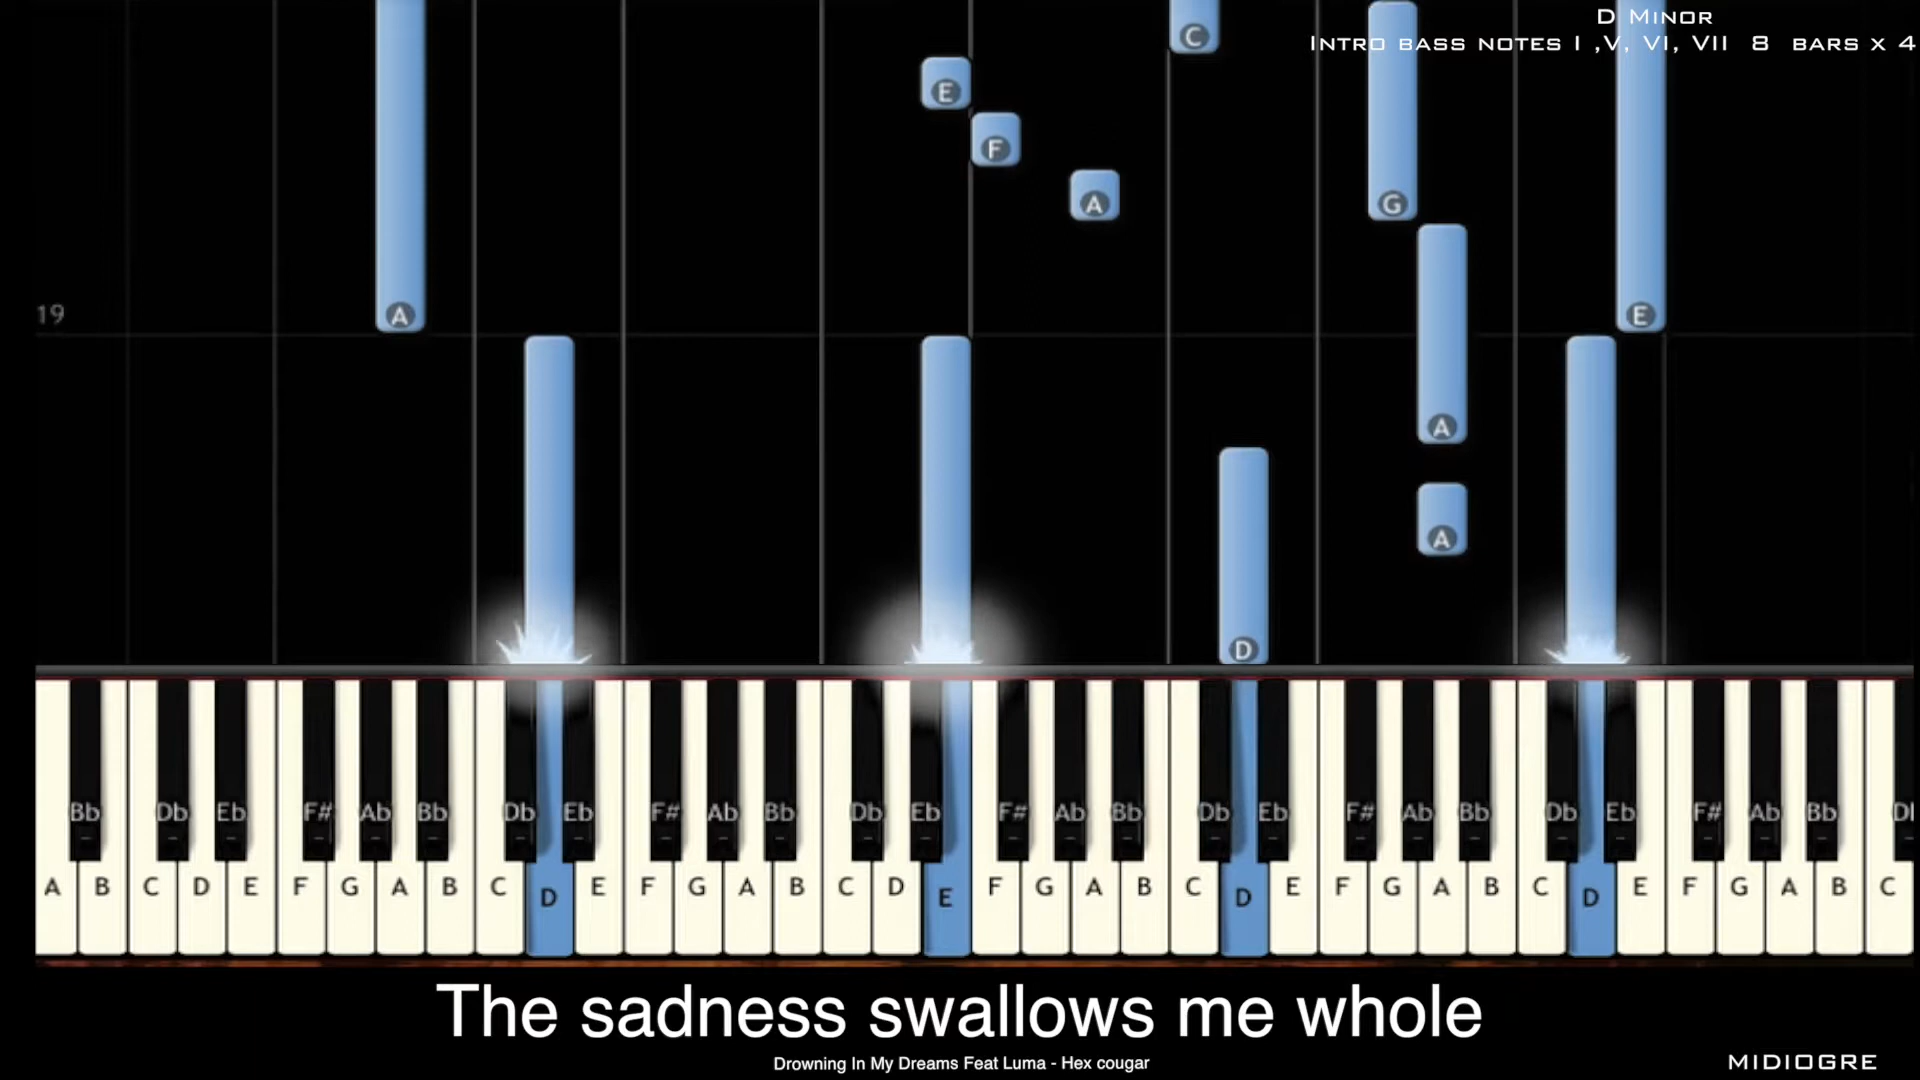 D Minor
Intro bass notes I ,V, VI, VII 8 bars x 4
C
E
F
A
G
19
A
E
A
A
D
Bb Db Eb F# Ab Bb Db Eb F# Ab Bb Db Eb F# Ab Bb Db Eb F# Ab Bb Db Eb F# Ab Bb
A B C D E F G A B C D E F G A B C D E F G A B C D E F G A B C D E F G A B C
The sadness swallows me whole
Drowning In My Dreams Feat Luma - Hex cougar
MIDIOGRE